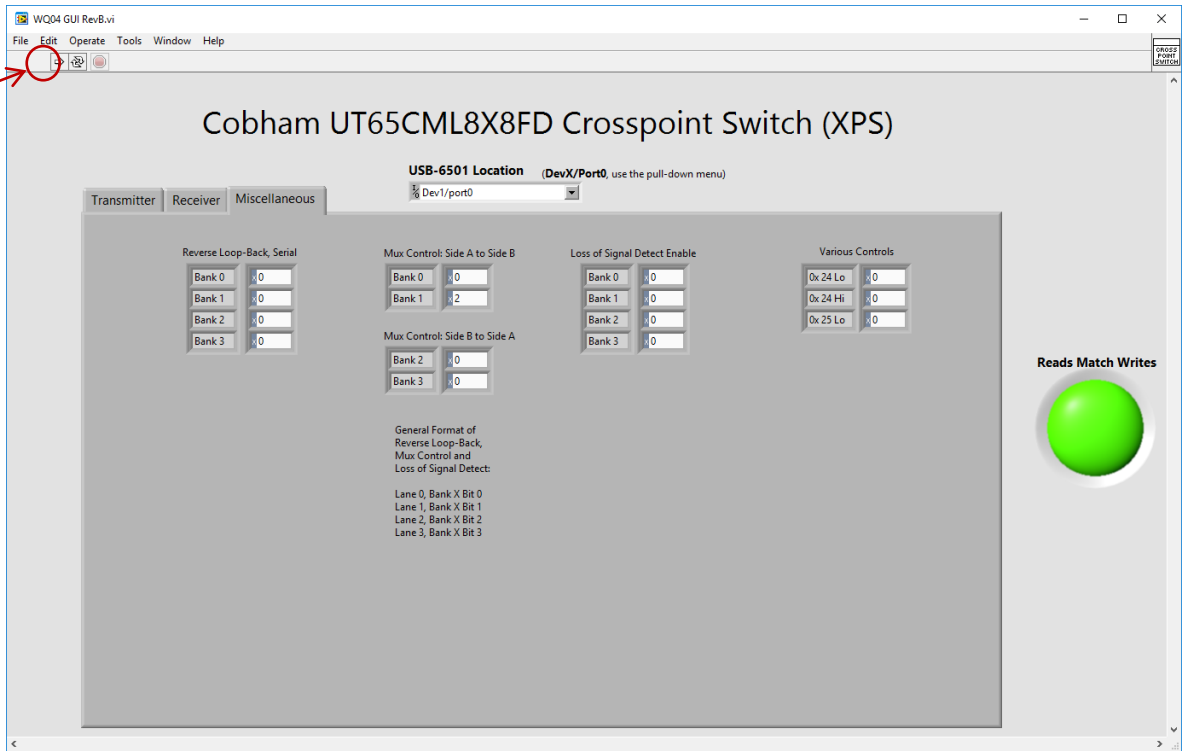 WQ04 GUI RevB.vi
File Edit Operate Tools Window Help
CROSS
POINT
SWITCH
Cobham UT65CML8X8FD Crosspoint Switch (XPS)
USB-6501 Location (DevX/Port0, use the pull-down menu)
I/O Dev1/port0
Transmitter Receiver Miscellaneous
Reverse Loop-Back, Serial
Bank 0 x 0
Bank 1 x 0
Bank 2 x 0
Bank 3 x 0
Mux Control: Side A to Side B
Bank 0 x 0
Bank 1 x 2
Mux Control: Side B to Side A
Bank 2 x 0
Bank 3 x 0
General Format of
Reverse Loop-Back,
Mux Control and
Loss of Signal Detect:
Lane 0, Bank X Bit 0
Lane 1, Bank X Bit 1
Lane 2, Bank X Bit 2
Lane 3, Bank X Bit 3
Loss of Signal Detect Enable
Bank 0 x 0
Bank 1 x 0
Bank 2 x 0
Bank 3 x 0
Various Controls
0x 24 Lo x 0
0x 24 Hi x 0
0x 25 Lo x 0
Reads Match Writes